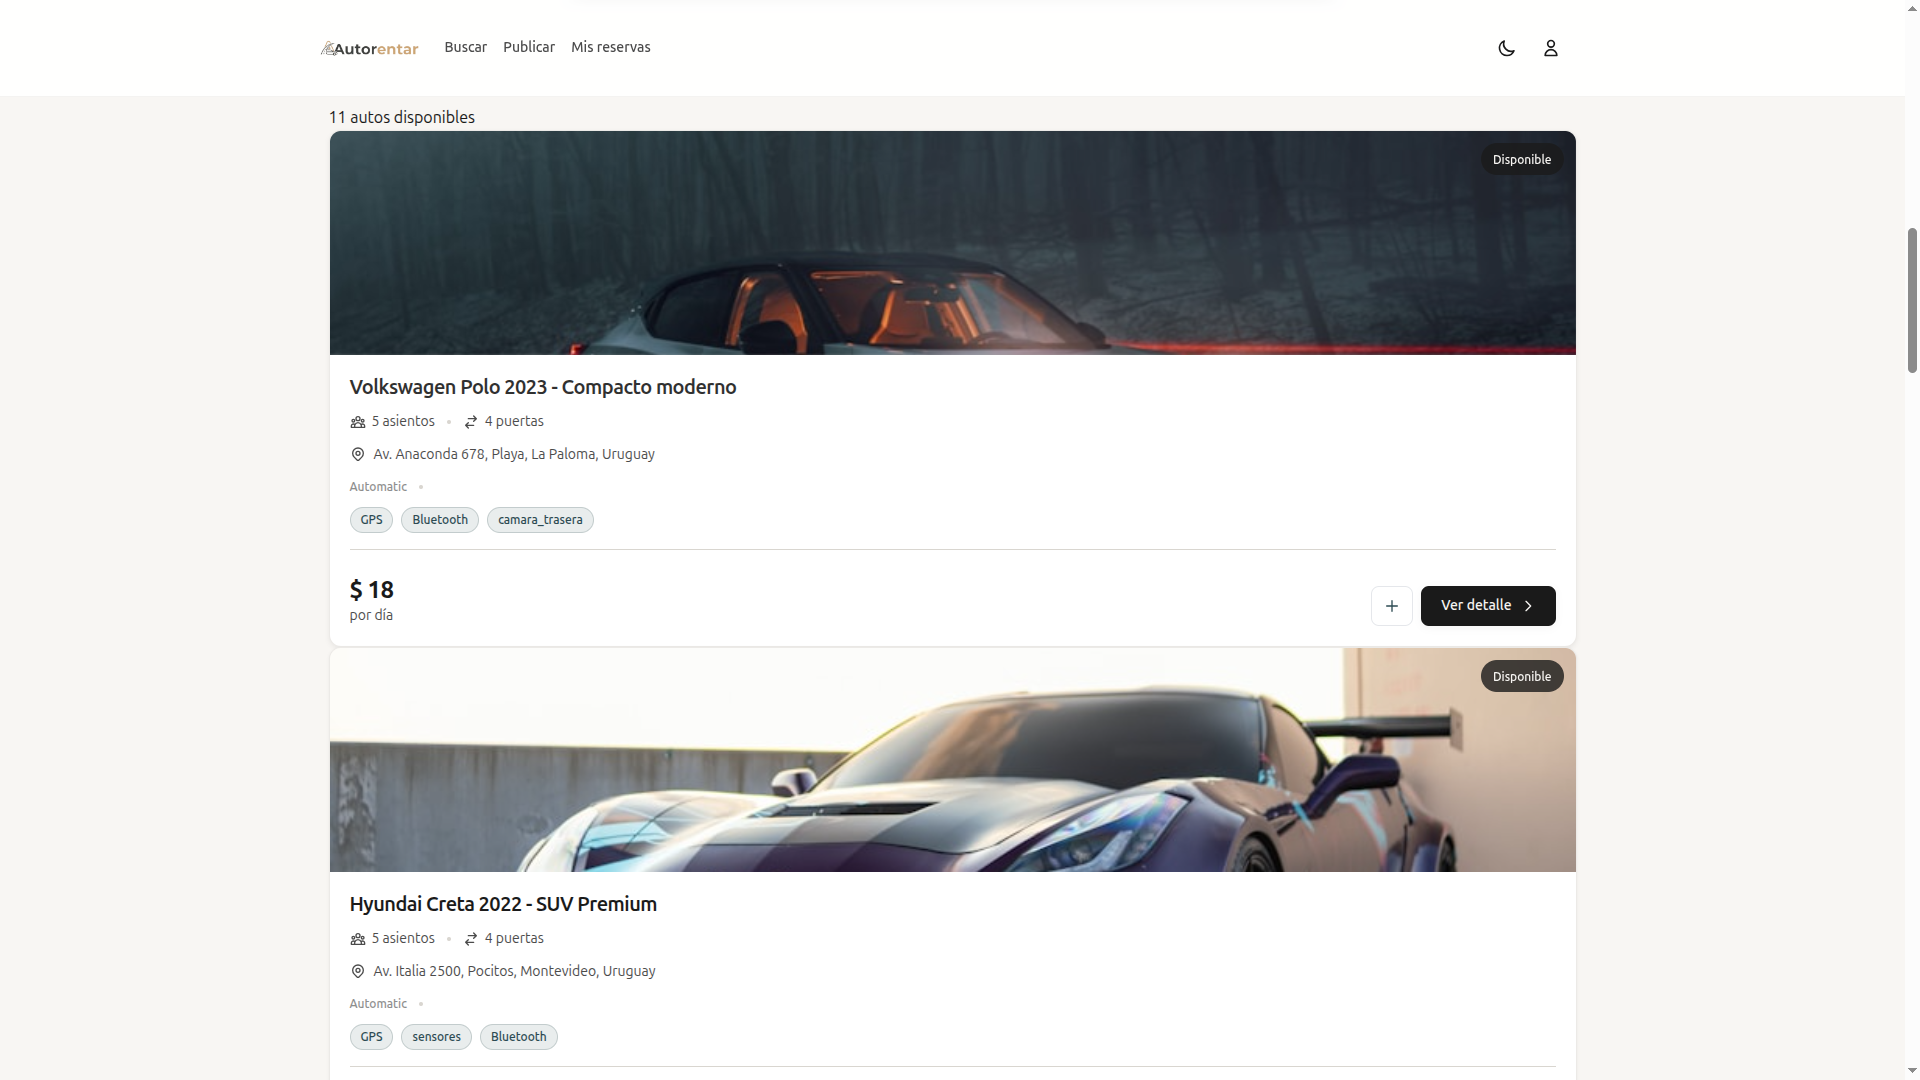 Autorentar
Buscar
Publicar
Mis reservas
11 autos disponibles
Disponible
Volkswagen Polo 2023 - Compacto moderno
5 asientos • 4 puertas
Av. Anaconda 678, Playa, La Paloma, Uruguay
Automatic •
GPS
Bluetooth
camara_trasera
$ 18
por día
Ver detalle
Disponible
Hyundai Creta 2022 - SUV Premium
5 asientos • 4 puertas
Av. Italia 2500, Pocitos, Montevideo, Uruguay
Automatic •
GPS
sensores
Bluetooth